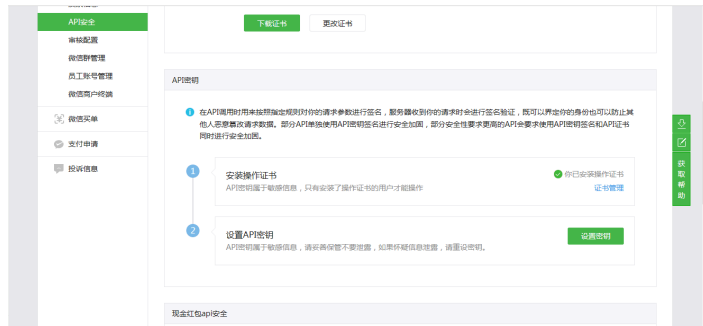 API安全
审核配置
微信群管理
员工账号管理
微信商户终端
微信买单
支付申请
投诉信息
下载证书
更改证书
API密钥
在API调用时用来按照指定规则对你的请求参数进行签名，服务器收到你的请求时会进行签名验证，既可以界定你的身份也可以防止其
他人恶意篡改请求数据。部分API单独使用API密钥签名进行安全加固，部分安全性要求更高的API会要求使用API密钥签名和API证书
同时进行安全加固。
1
安装操作证书
你已安装操作证书
API密钥属于敏感信息，只有安装了操作证书的用户才能操作
证书管理
2
设置API密钥
API密钥属于敏感信息，请妥善保管不要泄露，如果怀疑信息泄露，请重设密钥。
设置密钥
现金红包api安全
获取帮助